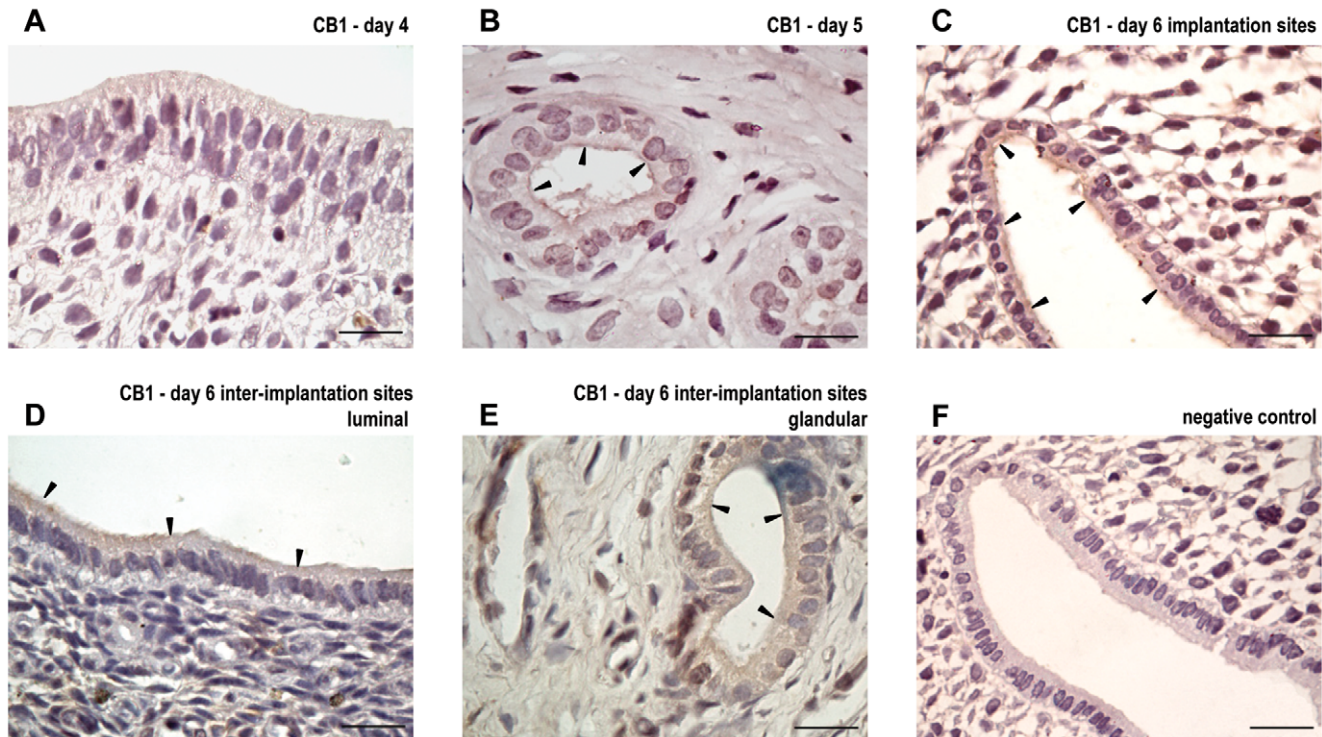 A
CB1 - day 4
B
CB1 - day 5
C
CB1 - day 6 implantation sites
D
CB1 - day 6 inter-implantation sites
luminal
E
CB1 - day 6 inter-implantation sites
glandular
F
negative control